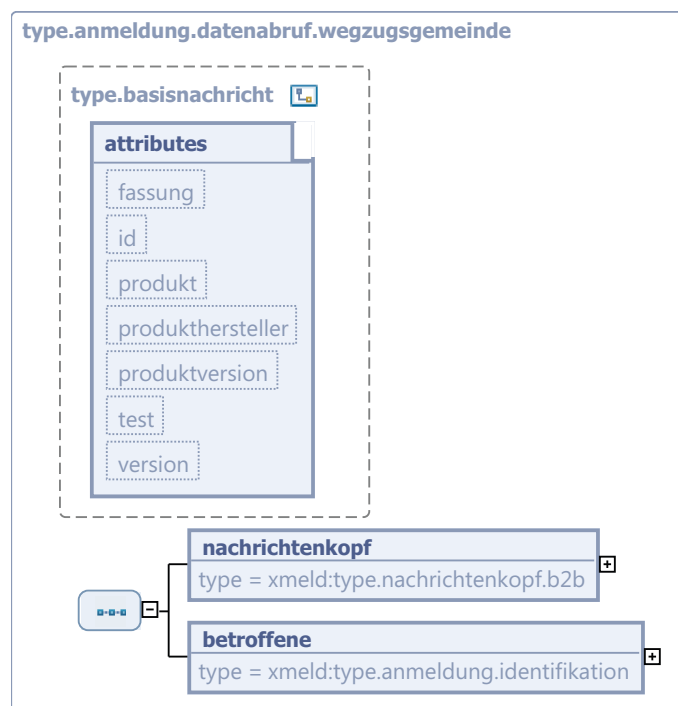 type.anmeldung.datenabruf.wegzugsgemeinde
type.basisnachricht
attributes
fassung
id
produkt
produkthersteller
produktversion
test
version
nachrichtenkopf
type = xmeld:type.nachrichtenkopf.b2b
betroffene
type = xmeld:type.anmeldung.identifikation